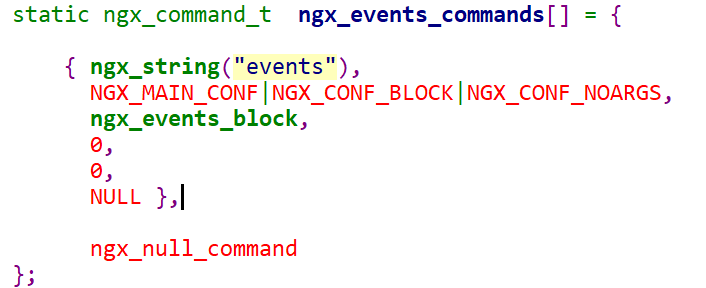 static ngx_command_t  ngx_events_commands[] = {
{ ngx_string("events"),
NGX_MAIN_CONF|NGX_CONF_BLOCK|NGX_CONF_NOARGS,
ngx_events_block,
0,
0,
NULL },
ngx_null_command
};